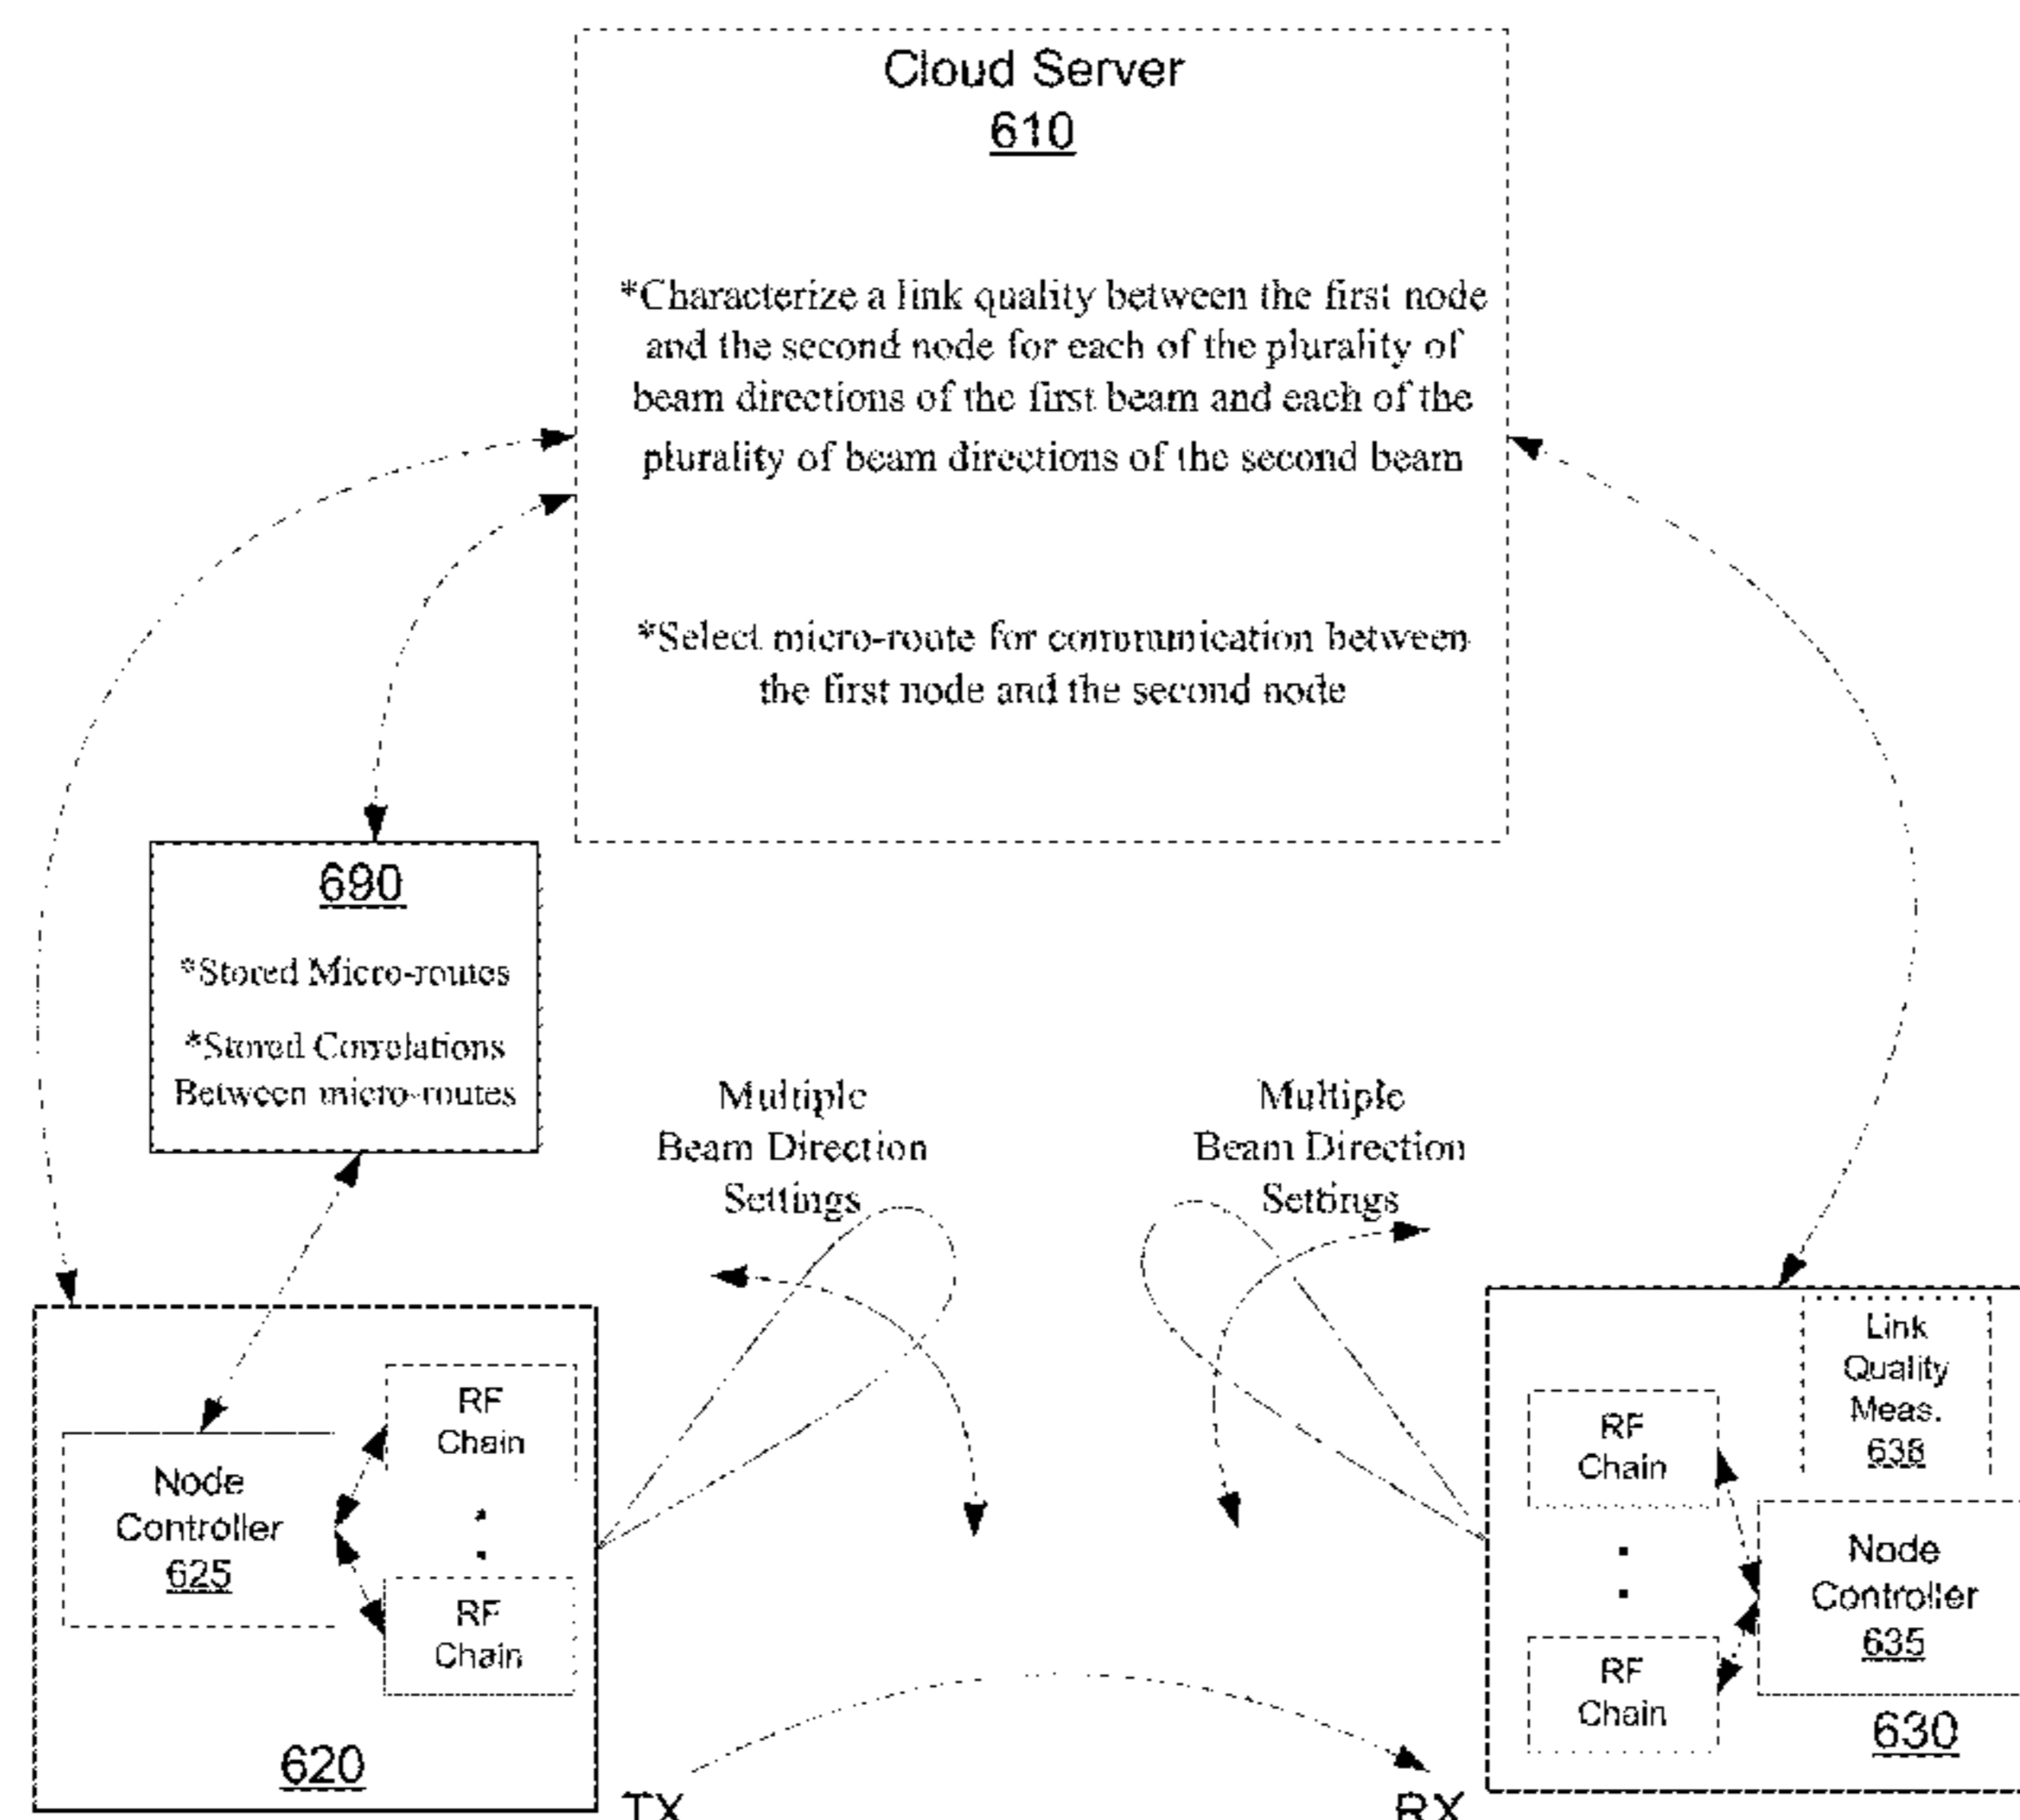 Cloud Server
610
*Characterize a link quality between the first node
and the second node for each of the plurality of
beam directions of the first beam and each of the
plurality of beam directions of the second beam
*Select micro-route for communication between
the first node and the second node
690
*Stored Micro-routes
*Stored Correlations
Between micro-routes
Multiple
Beam Direction
Settings
Multiple
Beam Direction
Settings
Node
Controller
625
RF
Chain
RF
Chain
620
RF
Chain
RF
Chain
Link
Quality
Meas.
638
Node
Controller
635
630
TX
RX